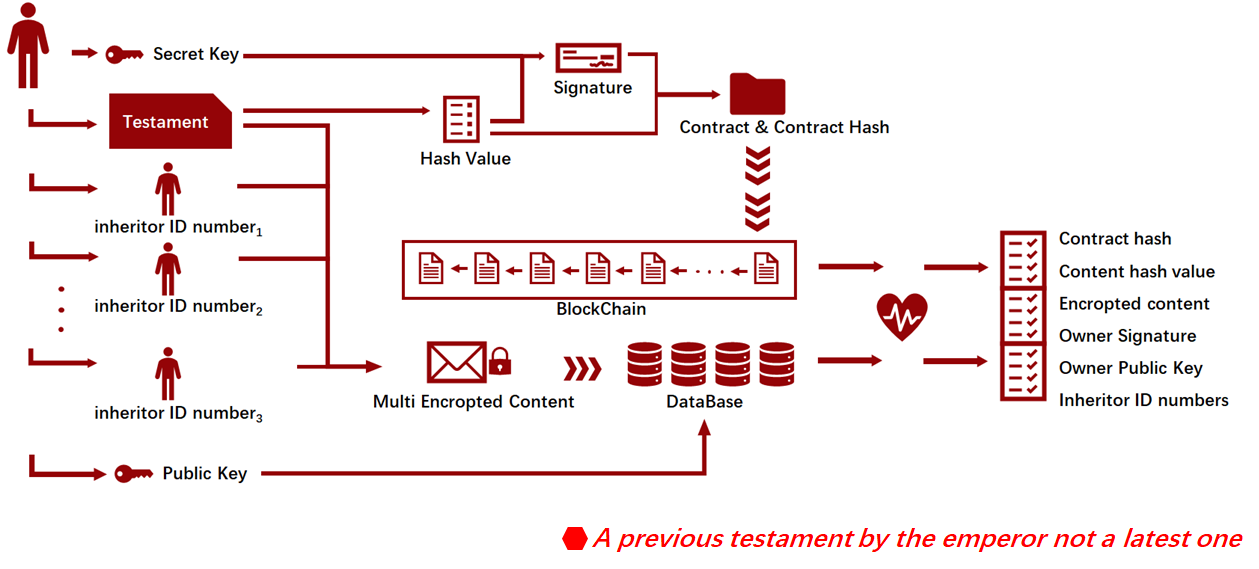 Secret Key
Signature
Testament
Contract & Contract Hash
Hash Value
inheritor ID number₁
Contract hash
Content hash value
inheritor ID number₂
BlockChain
Encropted content
Owner Signature
Owner Public Key
Multi Encropted Content
DataBase
Inheritor ID numbers
inheritor ID number₃
Public Key
A previous testament by the emperor not a latest one